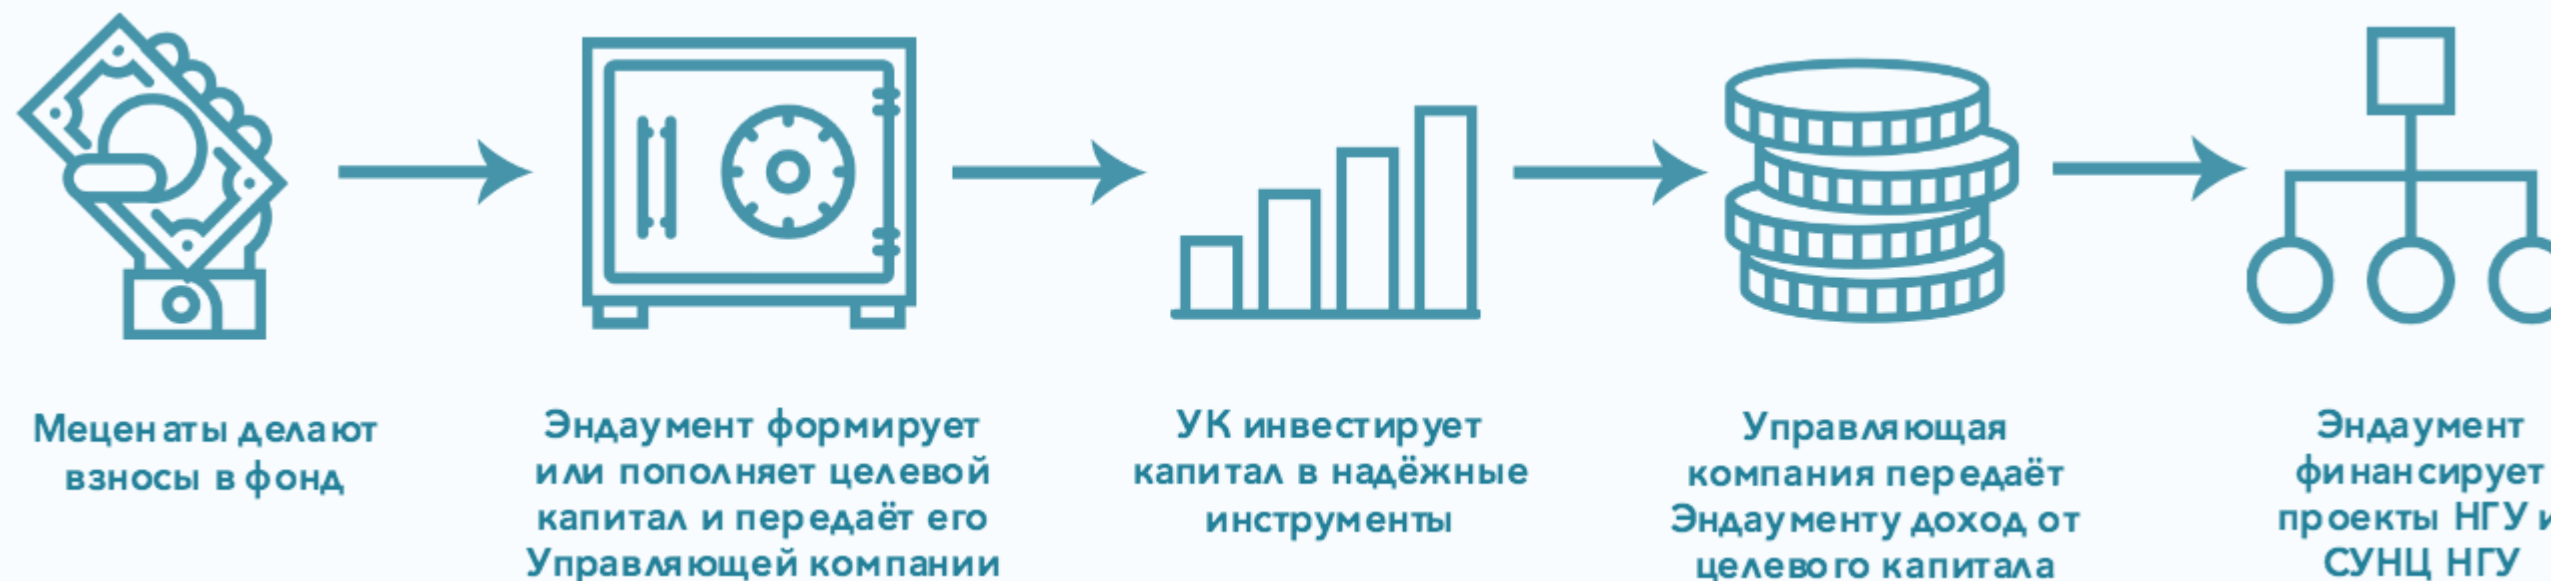 Меценаты делают
взносы в фонд
Эндаумент формирует
или пополняет целевой
капитал и передаёт его
Управляющей компании
УК инвестирует
капитал в надёжные
инструменты
Управляющая
компания передаёт
Эндаументу доход от
целевого капитала
Эндаумент
финансирует
проекты НГУ и
СУНЦ НГУ